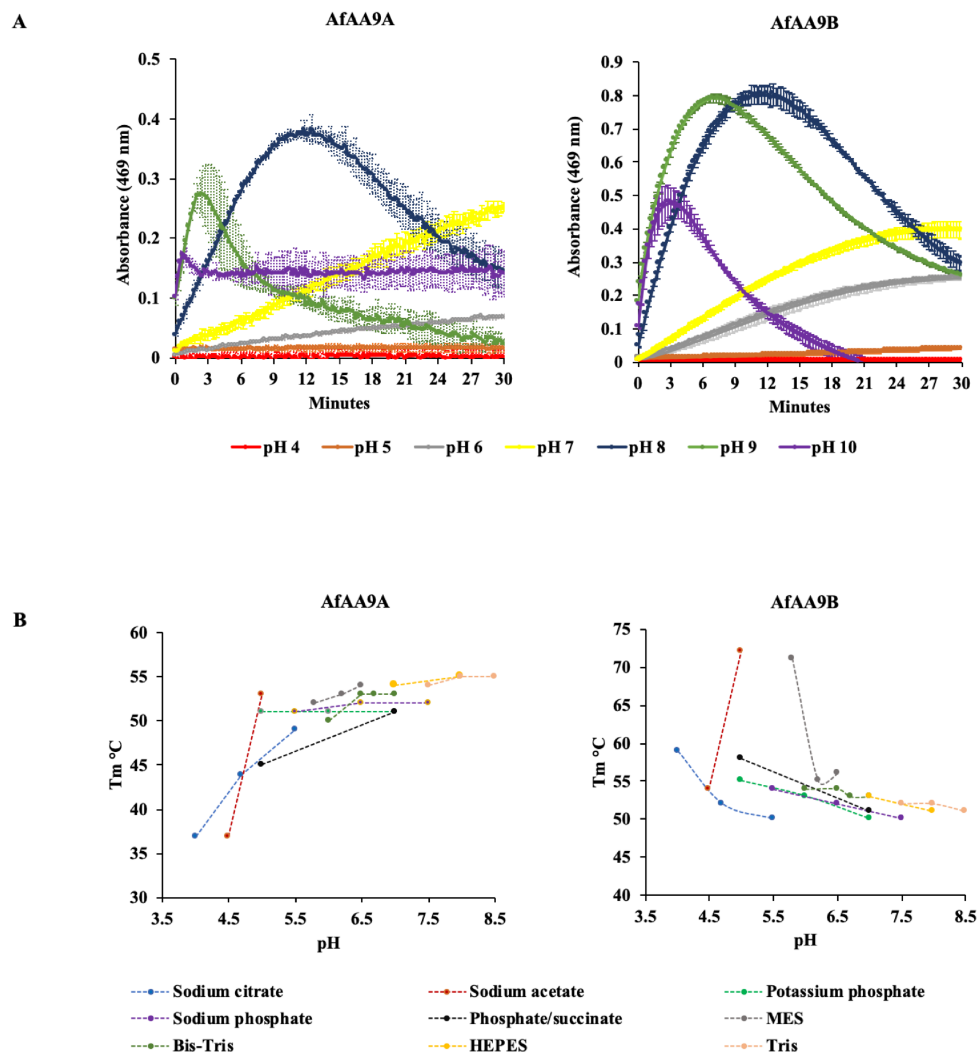 A
AfAA9A
AfAA9B
Absorbance (469 nm)
0.5
0.4
0.3
0.2
0.1
0
0 3 6 9 12 15 18 21 24 27 30
Minutes
Absorbance (469 nm)
0.9
0.8
0.7
0.6
0.5
0.4
0.3
0.2
0.1
0
0 3 6 9 12 15 18 21 24 27 30
Minutes
pH 4 pH 5 pH 6 pH 7 pH 8 pH 9 pH 10
B
AfAA9A
AfAA9B
Tm °C
60
55
50
45
40
35
30
3.5 4.5 5.5 6.5 7.5 8.5
pH
Tm °C
75
70
65
60
55
50
45
40
3.5 4.5 5.5 6.5 7.5 8.5
pH
Sodium citrate Sodium acetate Potassium phosphate
Sodium phosphate Phosphate/succinate MES
Bis-Tris HEPES Tris